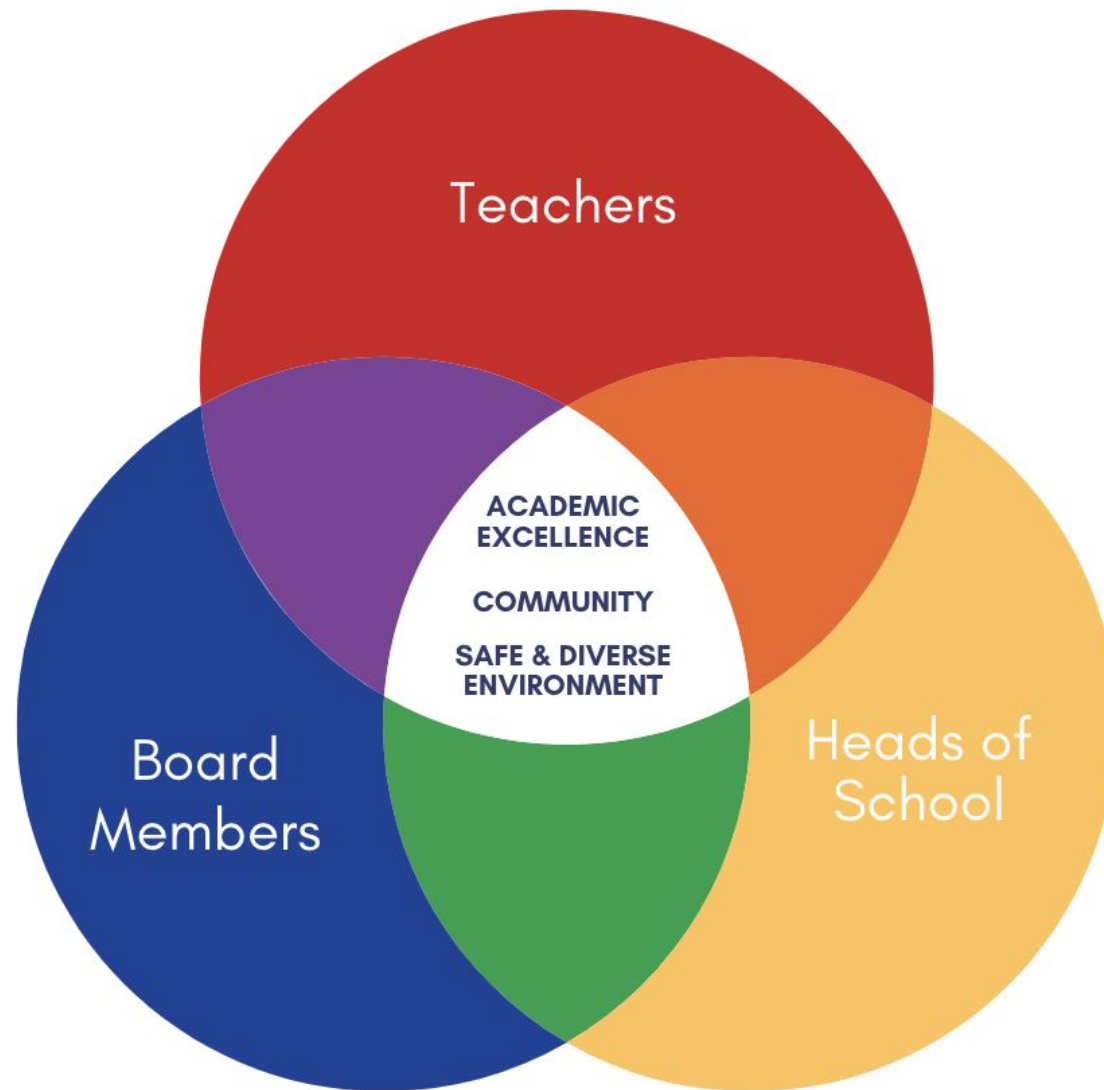 Teachers
ACADEMIC
EXCELLENCE
COMMUNITY
SAFE & DIVERSE
ENVIRONMENT
Board
Members
Heads of
School